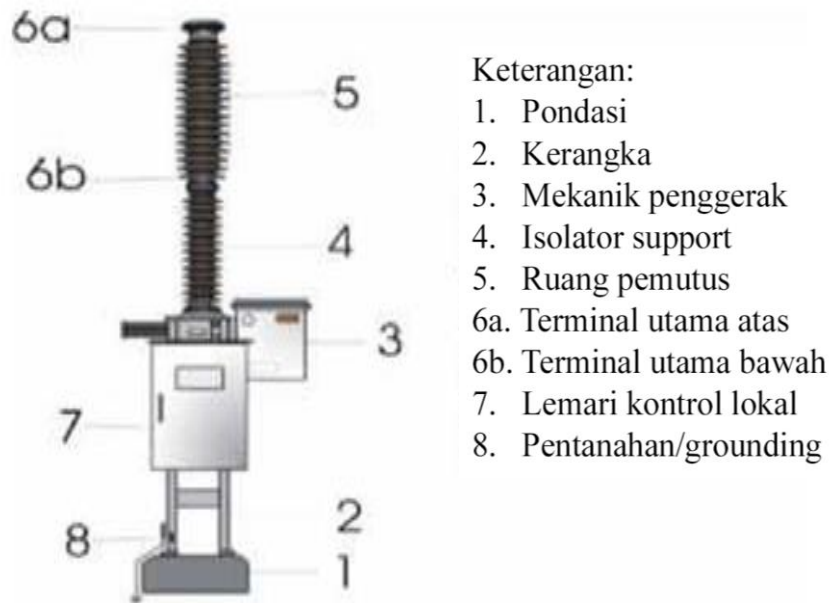 6a
5
6b
4
3
7
2
8
1
Keterangan:
1. Pondasi
2. Kerangka
3. Mekanik penggerak
4. Isolator support
5. Ruang pemutus
6a. Terminal utama atas
6b. Terminal utama bawah
7. Lemari kontrol lokal
8. Pentanahan/grounding